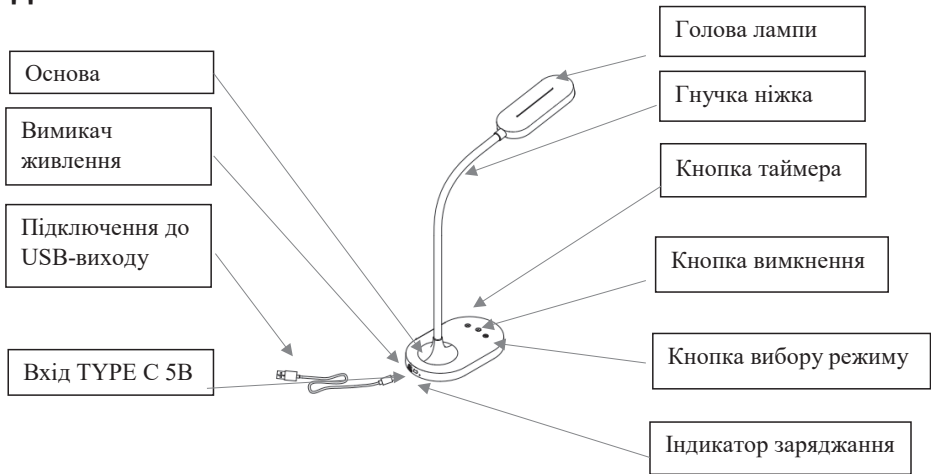 Основа
Вимикач
живлення
Підключення до
USB-виходу
Вхід TYPE C 5В
Голова лампи
Гнучка ніжка
Кнопка таймера
Кнопка вимкнення
Кнопка вибору режиму
Індикатор заряджання